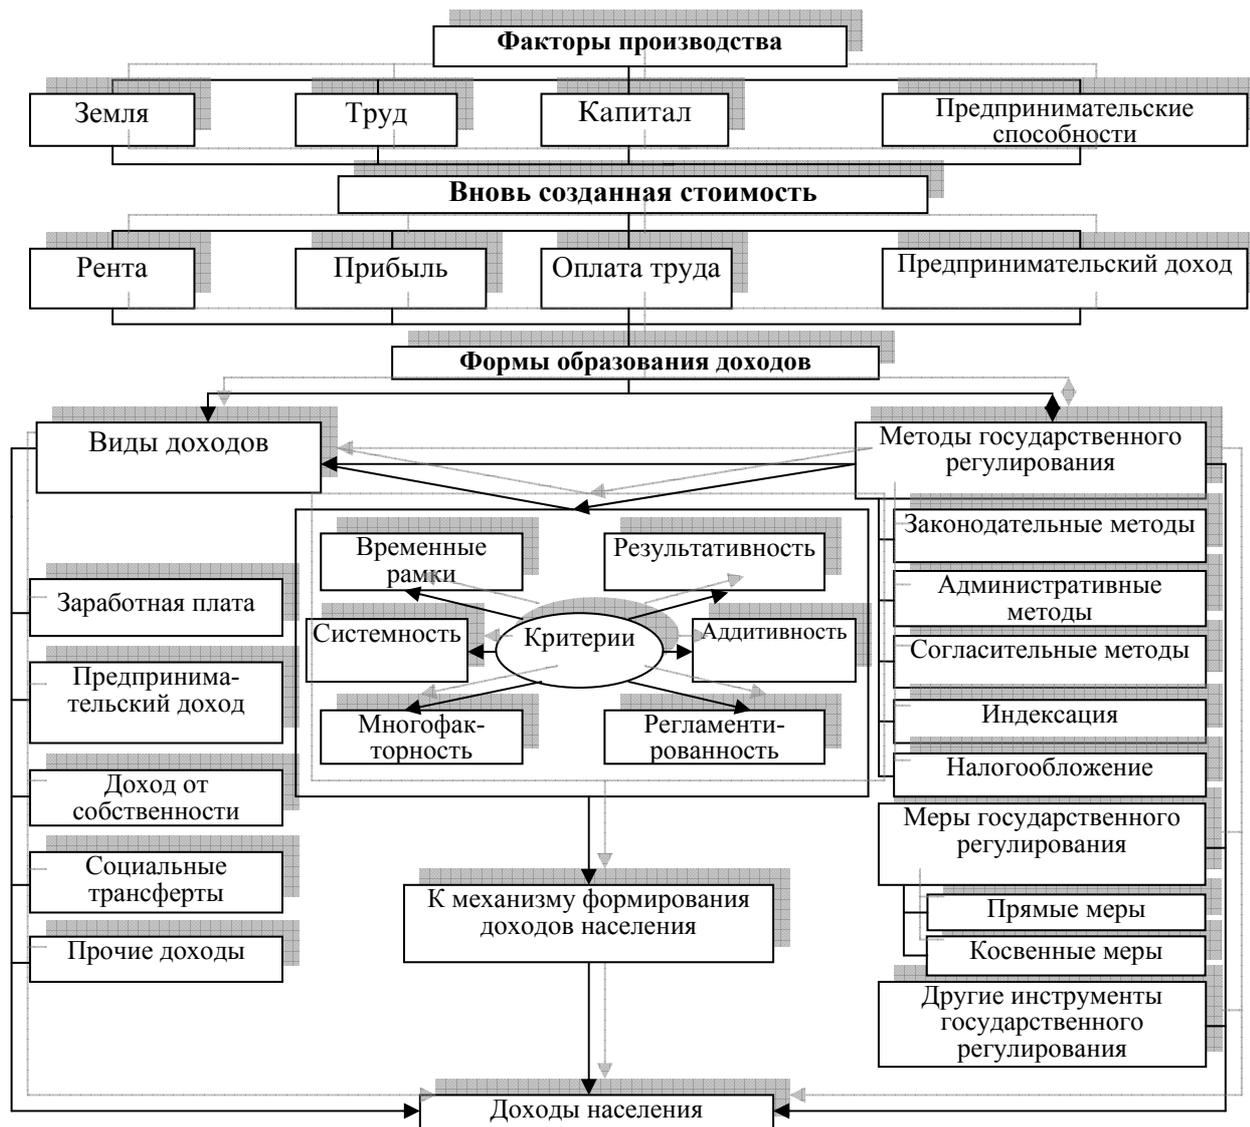 Факторы производства
Земля
Труд
Капитал
Предпринимательские
способности
Вновь созданная стоимость
Рента
Прибыль
Оплата труда
Предпринимательский доход
Формы образования доходов
Виды доходов
Методы государственного
регулирования
Временные
рамки
Результативность
Системность
Критерии
Аддитивность
Многофак-
торность
Регламенти-
рованность
Заработная плата
Предпринима-
тельский доход
Доход от
собственности
Социальные
трансферты
Прочие доходы
Законодательные методы
Административные
методы
Согласительные методы
Индексация
Налогообложение
Меры государственного
регулирования
Прямые меры
Косвенные меры
Другие инструменты
государственного
регулирования
К механизму формирования
доходов населения
Доходы населения